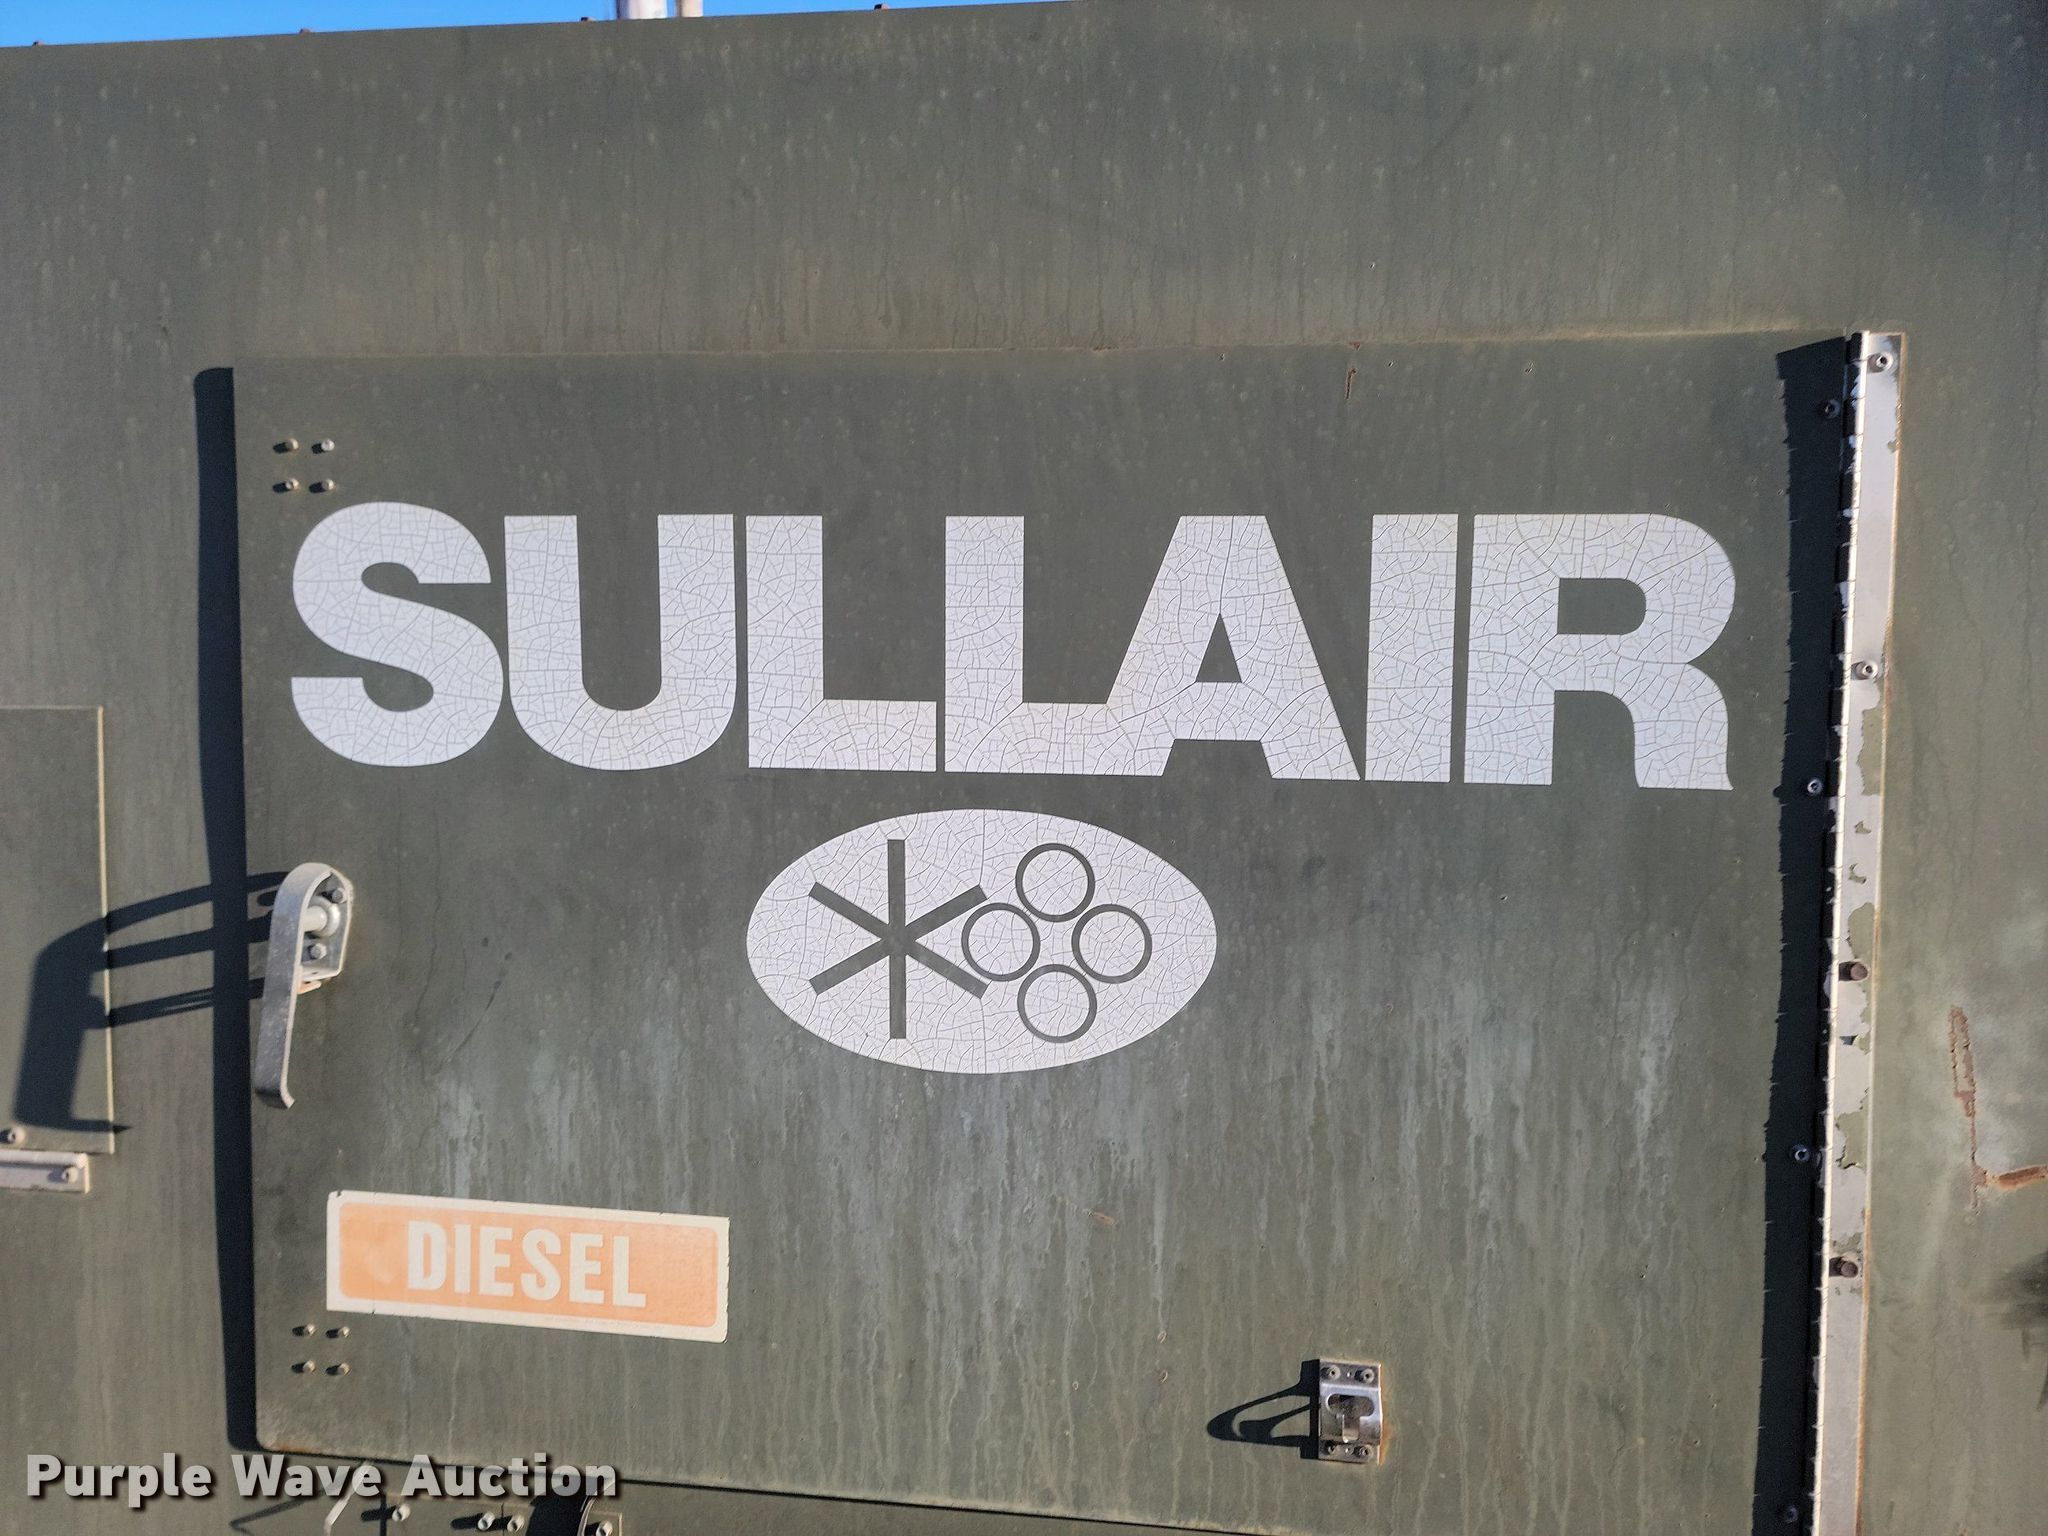 SULLAIR
DIESEL
Purple Wave Auction